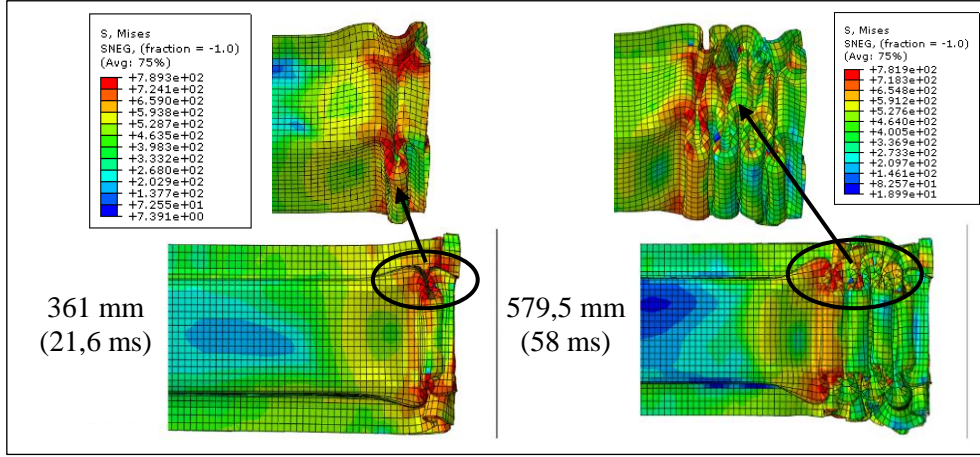 S, Mises
SNEG, (fraction = -1.0)
(Avg: 75%)
+7.893e+02
+7.241e+02
+6.590e+02
+5.938e+02
+5.287e+02
+4.635e+02
+3.983e+02
+3.332e+02
+2.680e+02
+2.029e+02
+1.377e+02
+7.255e+01
+7.391e+00
S, Mises
SNEG, (fraction = -1.0)
(Avg: 75%)
+7.819e+02
+7.183e+02
+6.548e+02
+5.912e+02
+5.276e+02
+4.640e+02
+4.005e+02
+3.369e+02
+2.733e+02
+2.097e+02
+1.461e+02
+8.257e+01
+1.899e+01
361 mm
(21,6 ms)
579,5 mm
(58 ms)